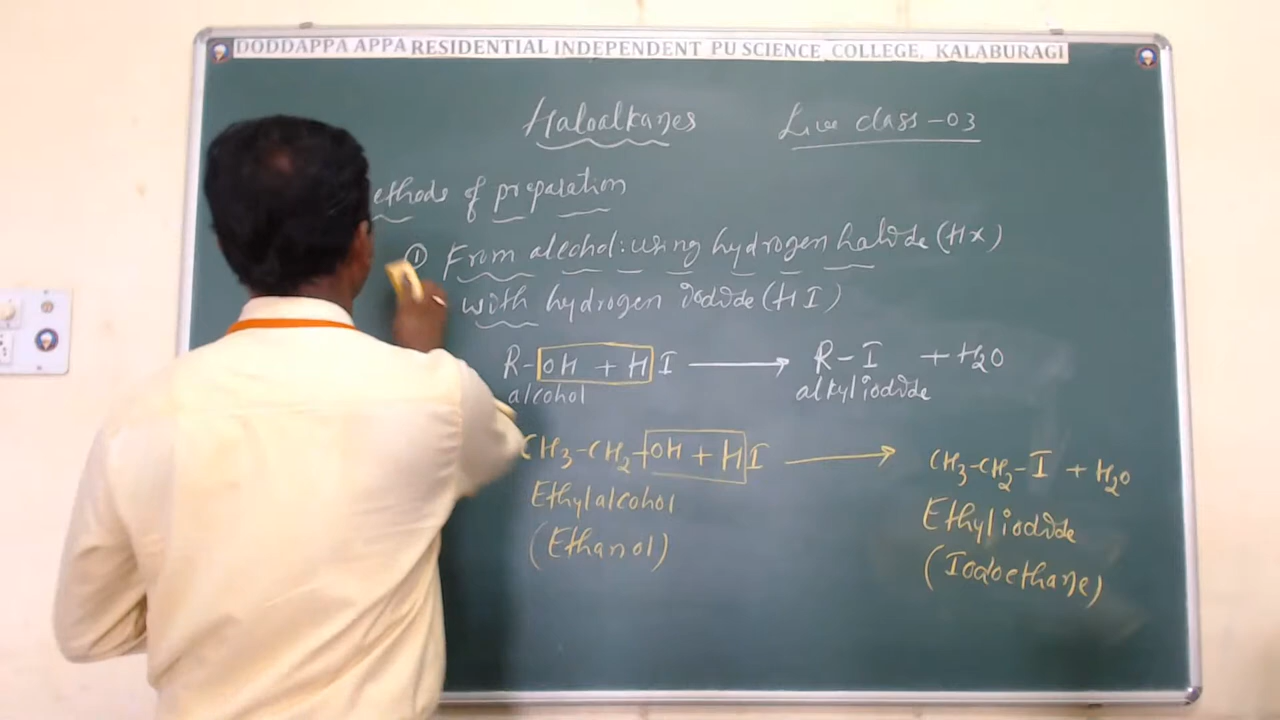 DODDAPPA APPA RESIDENTIAL INDEPENDENT PU SCIENCE COLLEGE, KALABURAGI
Haloalkanes Live class-03
ethods of preparation
① From alcohol: using hydrogen halide (HX)
with hydrogen iodide (HI)
R-OH + HI → R-I + H2O
alcohol alkyl iodide
CH3-CH2-OH + HI → CH3-CH2-I + H2O
Ethylalcohol Ethyl iodide
(Ethanol) (Iodoethane)